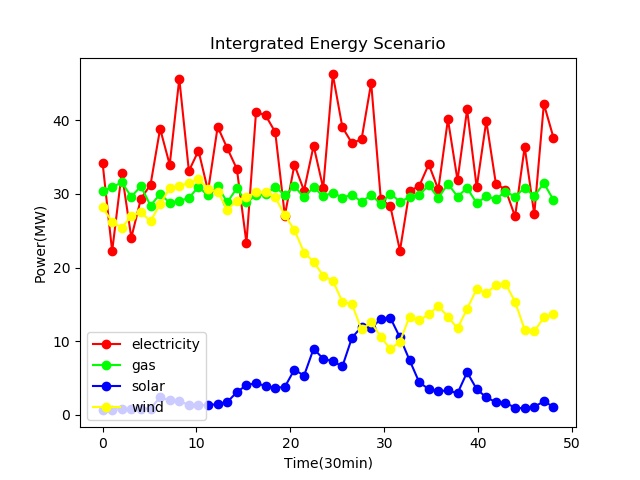 Intergrated Energy Scenario
Power(MW)
40
30
20
10
0
electricity
gas
solar
wind
0 10 20 30 40 50
Time(30min)